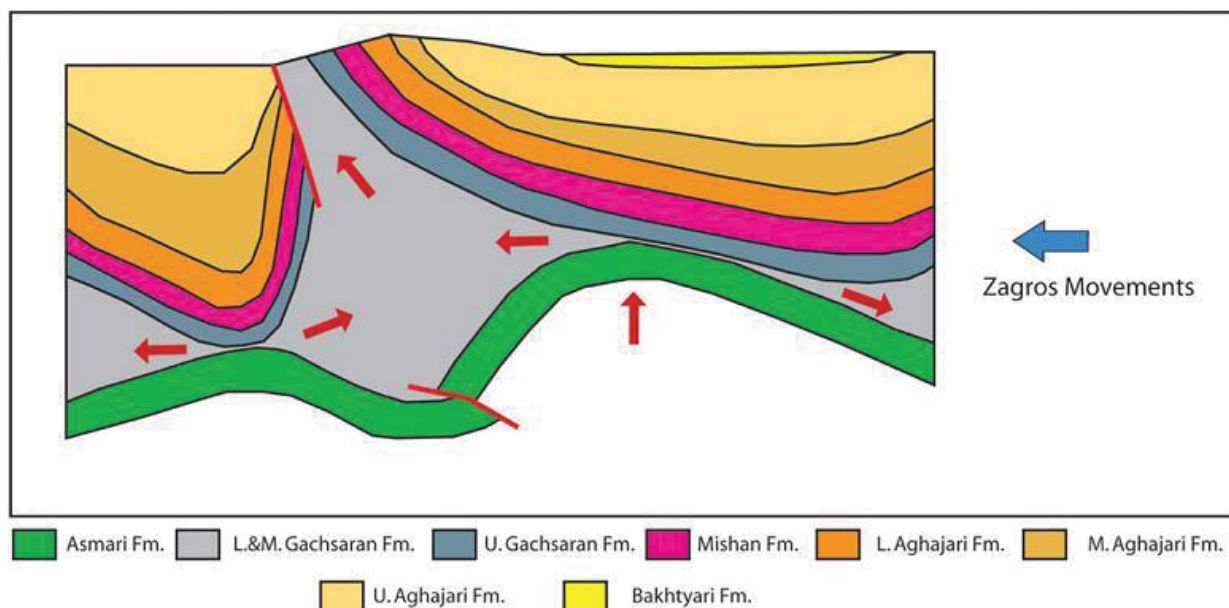 Zagros Movements
Asmari Fm. L.&M. Gachsaran Fm. U. Gachsaran Fm. Mishan Fm. L. Aghajari Fm. M. Aghajari Fm.
U. Aghajari Fm. Bakhtyari Fm.